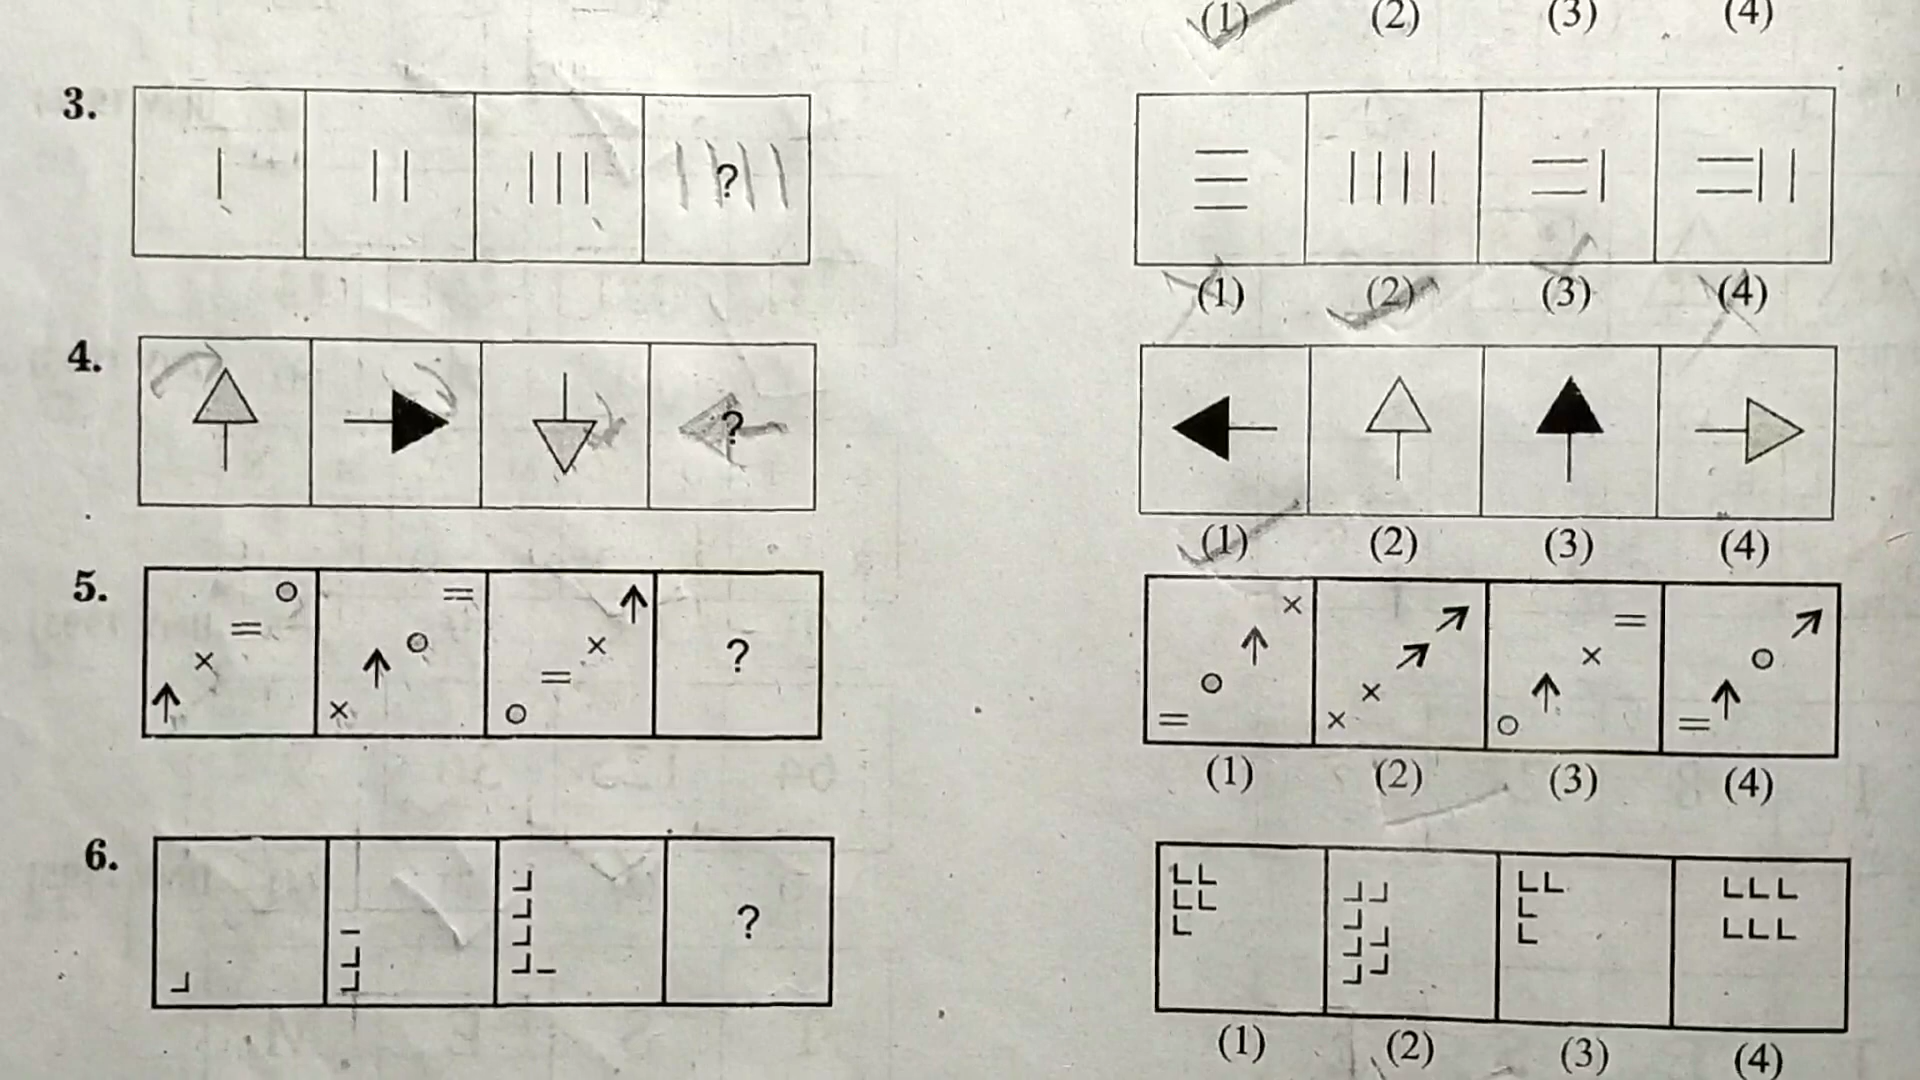 (1) (2) (3) (4)
3. ?
(1) (2) (3) (4)
4. ?
(1) (2) (3) (4)
5. ?
(1) (2) (3) (4)
6. ?
(1) (2) (3) (4)